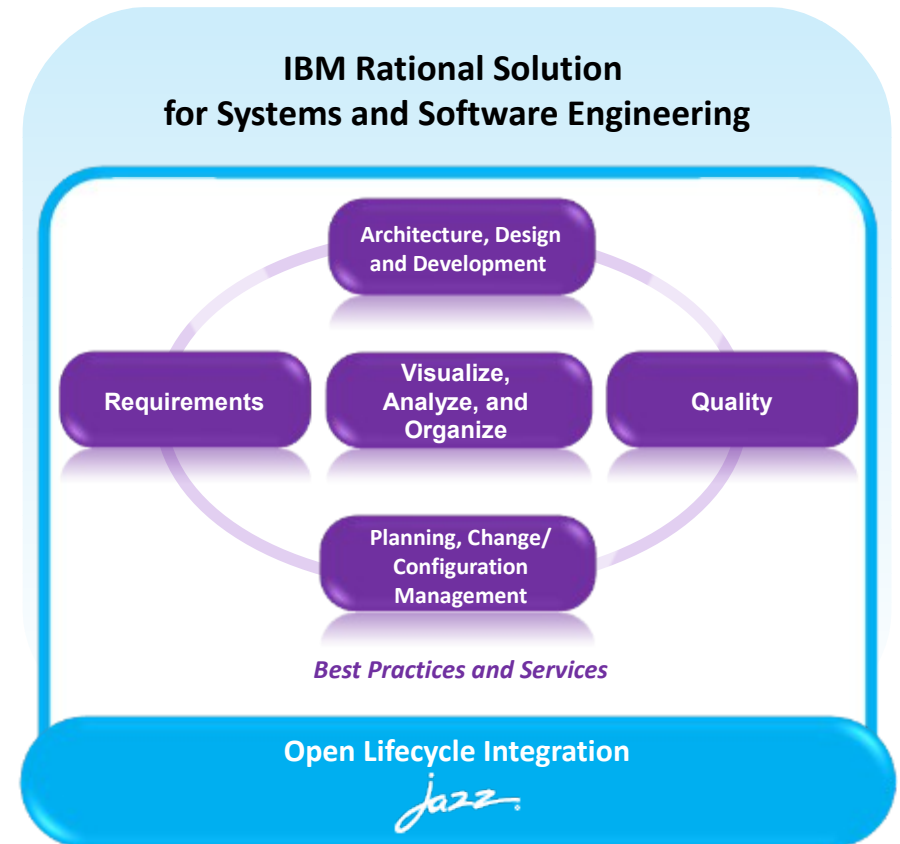 IBM Rational Solution
for Systems and Software Engineering
Architecture, Design
and Development
Requirements
Visualize,
Analyze, and
Organize
Quality
Planning, Change/
Configuration
Management
Best Practices and Services
Open Lifecycle Integration
jazz